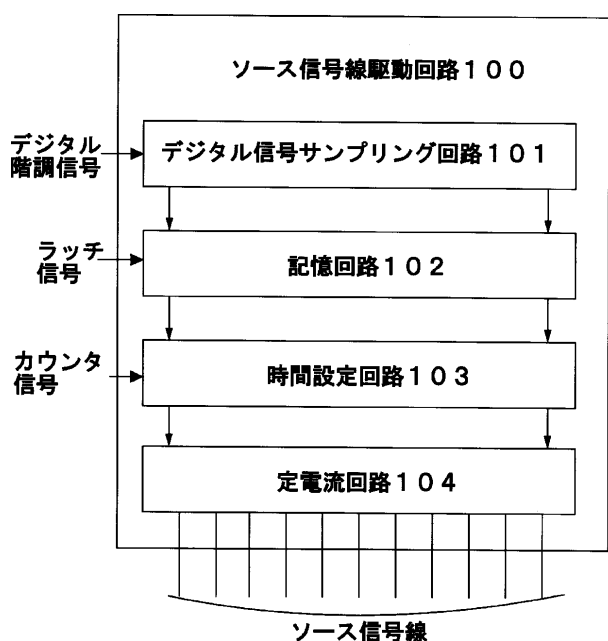 ソース信号線駆動回路１００
デジタル
階調信号
デジタル信号サンプリング回路１０１
ラッチ
信号
記憶回路１０２
カウンタ
信号
時間設定回路１０３
定電流回路１０４
ソース信号線